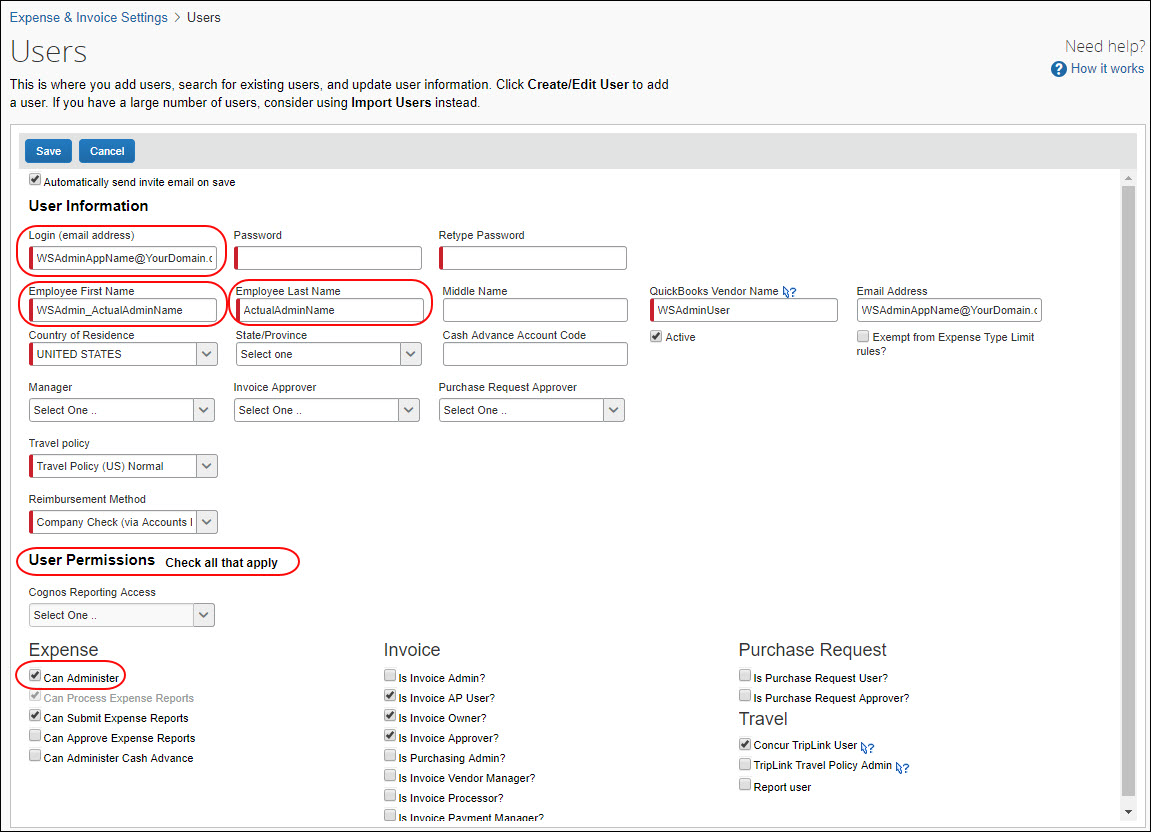 Expense & Invoice Settings > Users
Users
Need help?
? How it works
This is where you add users, search for existing users, and update user information. Click Create/Edit User to add
a user. If you have a large number of users, consider using Import Users instead.
Save Cancel
Automatically send invite email on save
User Information
Login (email address) Password Retype Password
WSAdminAppName@YourDomain.c
Employee First Name Employee Last Name Middle Name QuickBooks Vendor Name ? Email Address
WSAdmin_ActualAdminName ActualAdminName WSAdminUser WSAdminAppName@YourDomain.c
Country of Residence State/Province Cash Advance Account Code Active Exempt from Expense Type Limit
rules?
UNITED STATES Select one
Manager Invoice Approver Purchase Request Approver
Select One .. Select One .. Select One ..
Travel policy
Travel Policy (US) Normal
Reimbursement Method
Company Check (via Accounts I
User Permissions Check all that apply
Cognos Reporting Access
Select One ..
Expense
Can Administer
Can Process Expense Reports
Can Submit Expense Reports
Can Approve Expense Reports
Can Administer Cash Advance
Invoice
Is Invoice Admin?
Is Invoice AP User?
Is Invoice Owner?
Is Invoice Approver?
Is Purchasing Admin?
Is Invoice Vendor Manager?
Is Invoice Processor?
Is Invoice Payment Manager?
Purchase Request
Is Purchase Request User?
Is Purchase Request Approver?
Travel
Concur TripLink User ?
TripLink Travel Policy Admin ?
Report user